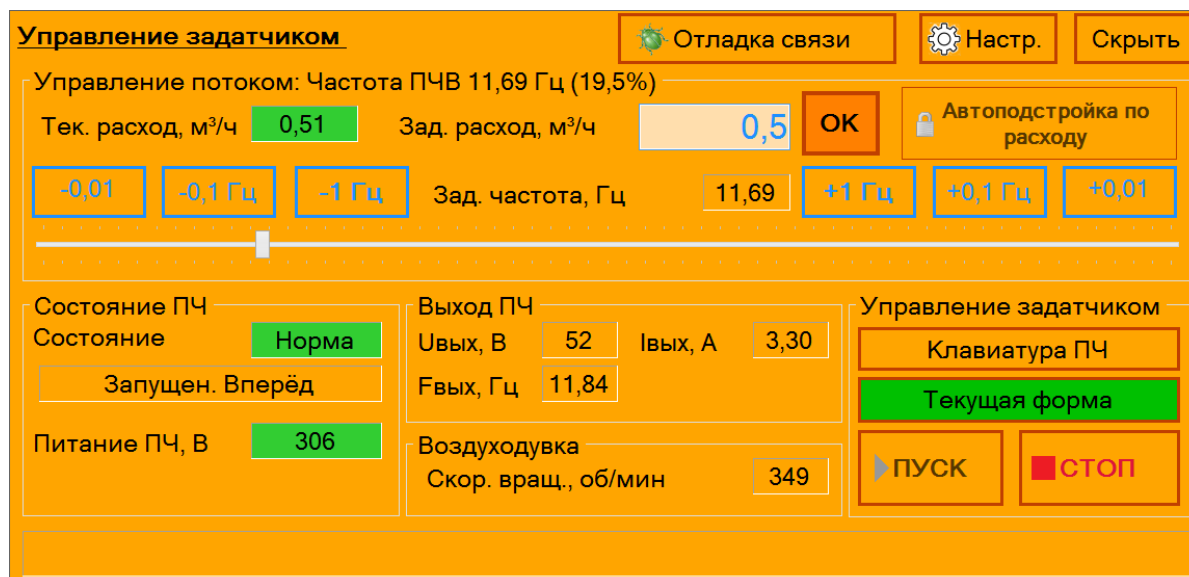 Управление задатчиком
Отладка связи
Настр.
Скрыть
Управление потоком: Частота ПЧВ 11,69 Гц (19,5%)
Тек. расход, м³/ч 0,51 Зад. расход, м³/ч 0,5 ОК
Автоподстройка по
расходу
-0,01 -0,1 Гц -1 Гц Зад. частота, Гц 11,69 +1 Гц +0,1 Гц +0,01
Состояние ПЧ
Состояние Норма
Запущен. Вперёд
Питание ПЧ, В 306
Выход ПЧ
Uвых, В 52 Iвых, А 3,30
Fвых, Гц 11,84
Воздуходувка
Скор. вращ., об/мин 349
Управление задатчиком
Клавиатура ПЧ
Текущая форма
ПУСК СТОП